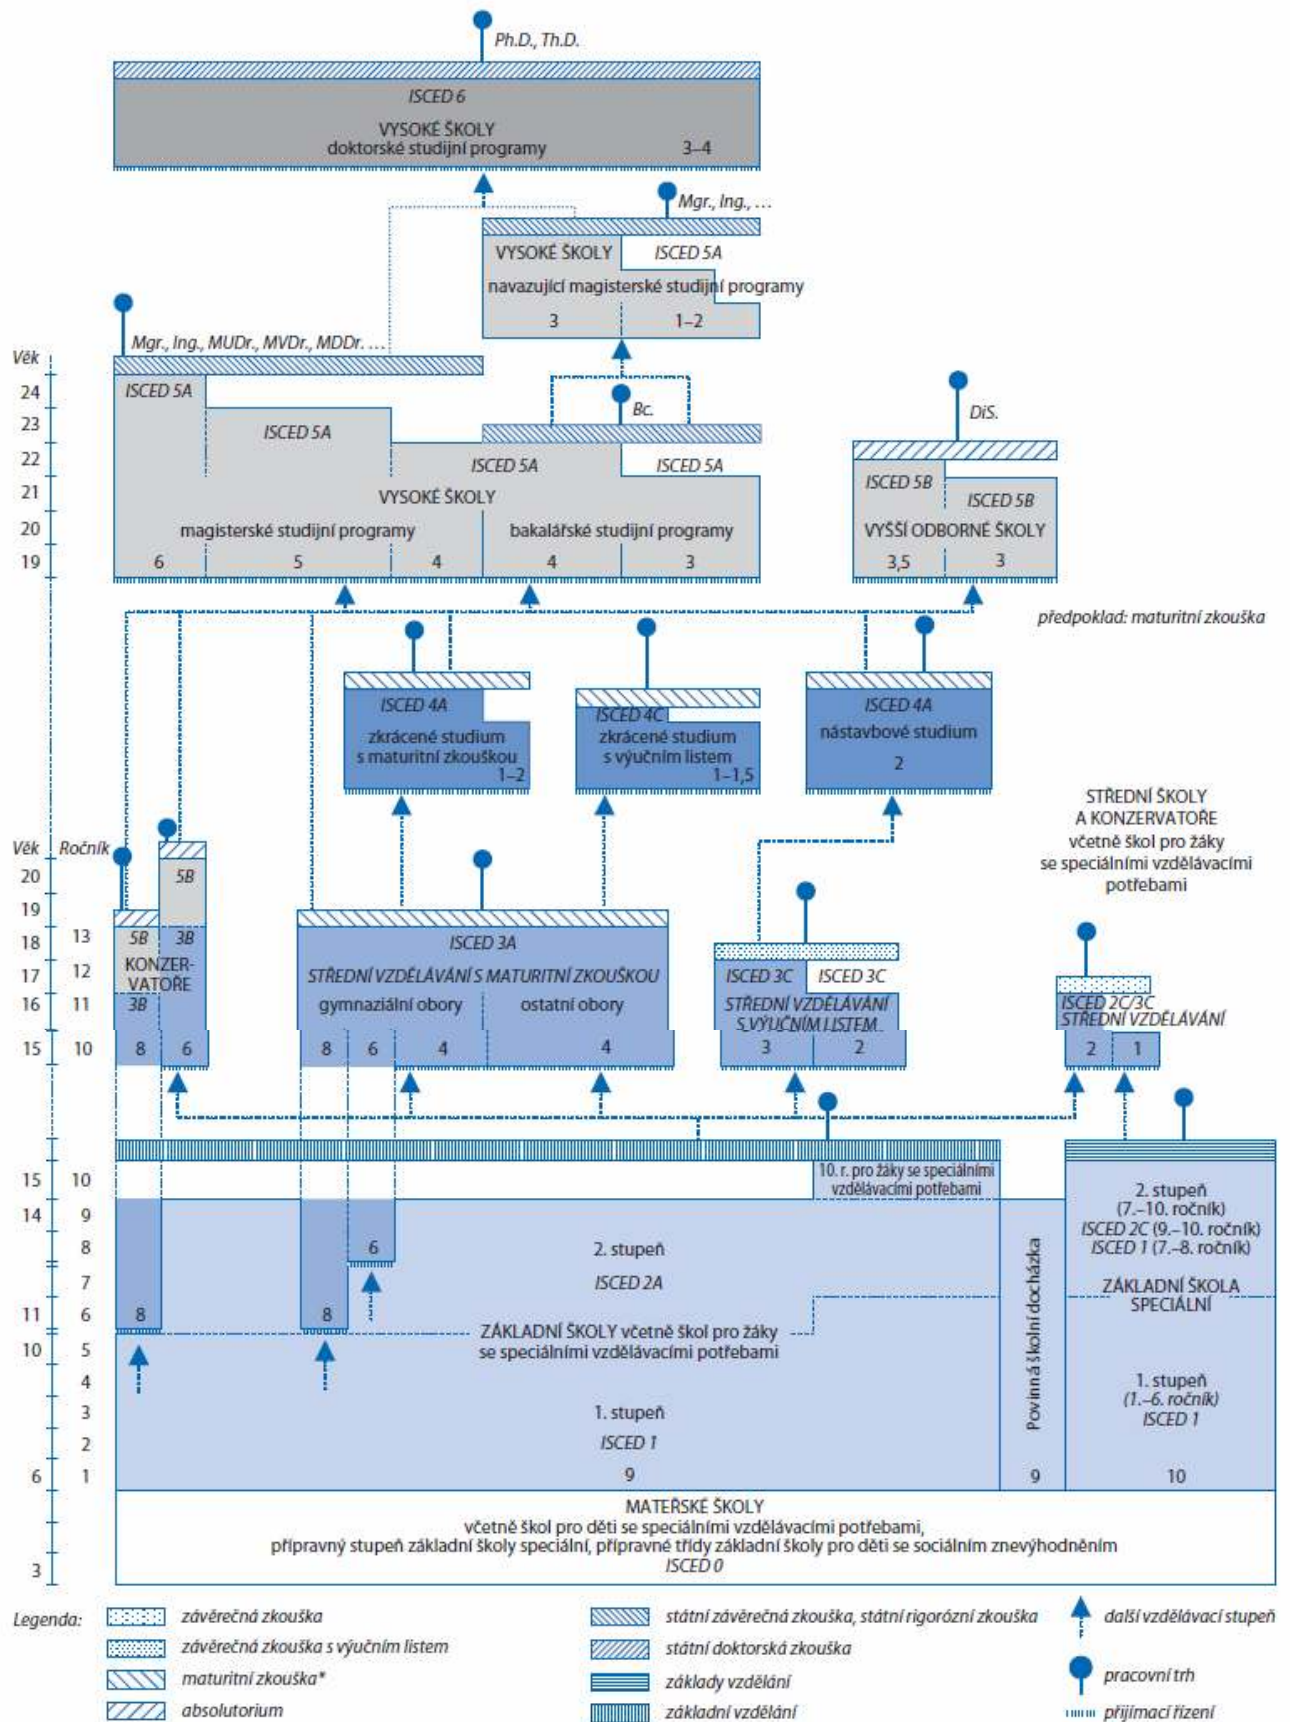 Ph.D., Th.D.
ISCED 6
VYSOKÉ ŠKOLY
doktorské studijní programy 3–4
Mgr., Ing., …
VYSOKÉ ŠKOLY ISCED 5A
navazující magisterské studijní programy
3 1–2
Mgr., Ing., MUDr., MVDr., MDDr. …
Věk
24
23
22
21
20
19
ISCED 5A
ISCED 5A
Bc.
ISCED 5A
ISCED 5A
VYSOKÉ ŠKOLY
magisterské studijní programy
bakalářské studijní programy
6 5 4 4 3
DiS.
ISCED 5B
ISCED 5B
VYŠŠÍ ODBORNÉ ŠKOLY
3,5 3
předpoklad: maturitní zkouška
ISCED 4A
zkrácené studium
s maturitní zkouškou
1–2
ISCED 4C
zkrácené studium
s výučním listem
1–1,5
ISCED 4A
nástavbové studium
2
STŘEDNÍ ŠKOLY
A KONZERVATOŘE
včetně škol pro žáky
se speciálními vzdělávacími
potřebami
Věk Ročník
20
19
18 13
17 12
16 11
15 10
5B
5B 3B
KONZER-
VATOŘE
3B
8 6
ISCED 3A
STŘEDNÍ VZDĚLÁVÁNÍ S MATURITNÍ ZKOUŠKOU
gymnaziální obory ostatní obory
8 6 4 4
ISCED 3C ISCED 3C
STŘEDNÍ VZDĚLÁVÁNÍ
S VÝUČNÍM LISTEM
3 2
ISCED 2C/3C
STŘEDNÍ VZDĚLÁVÁNÍ
2 1
15 10
14 9
8
7
11 6
10 5
4
3
2
6 1
3
10. r. pro žáky se speciálními
vzdělávacími potřebami
8
8
6
2. stupeň
ISCED 2A
ZÁKLADNÍ ŠKOLY včetně škol pro žáky
se speciálními vzdělávacími potřebami
1. stupeň
ISCED 1
9
Povinná školní docházka
9
2. stupeň
(7.–10. ročník)
ISCED 2C (9.–10. ročník)
ISCED 1 (7.–8. ročník)
ZÁKLADNÍ ŠKOLA
SPECIÁLNÍ
1. stupeň
(1.–6. ročník)
ISCED 1
10
MATEŘSKÉ ŠKOLY
včetně škol pro děti se speciálními vzdělávacími potřebami,
přípravný stupeň základní školy speciální, přípravné třídy základní školy pro děti se sociálním znevýhodněním
ISCED 0
Legenda:
závěrečná zkouška
závěrečná zkouška s výučním listem
maturitní zkouška*
absolutorium
státní závěrečná zkouška, státní rigorózní zkouška
státní doktorská zkouška
základy vzdělání
základní vzdělání
další vzdělávací stupeň
pracovní trh
přijímací řízení